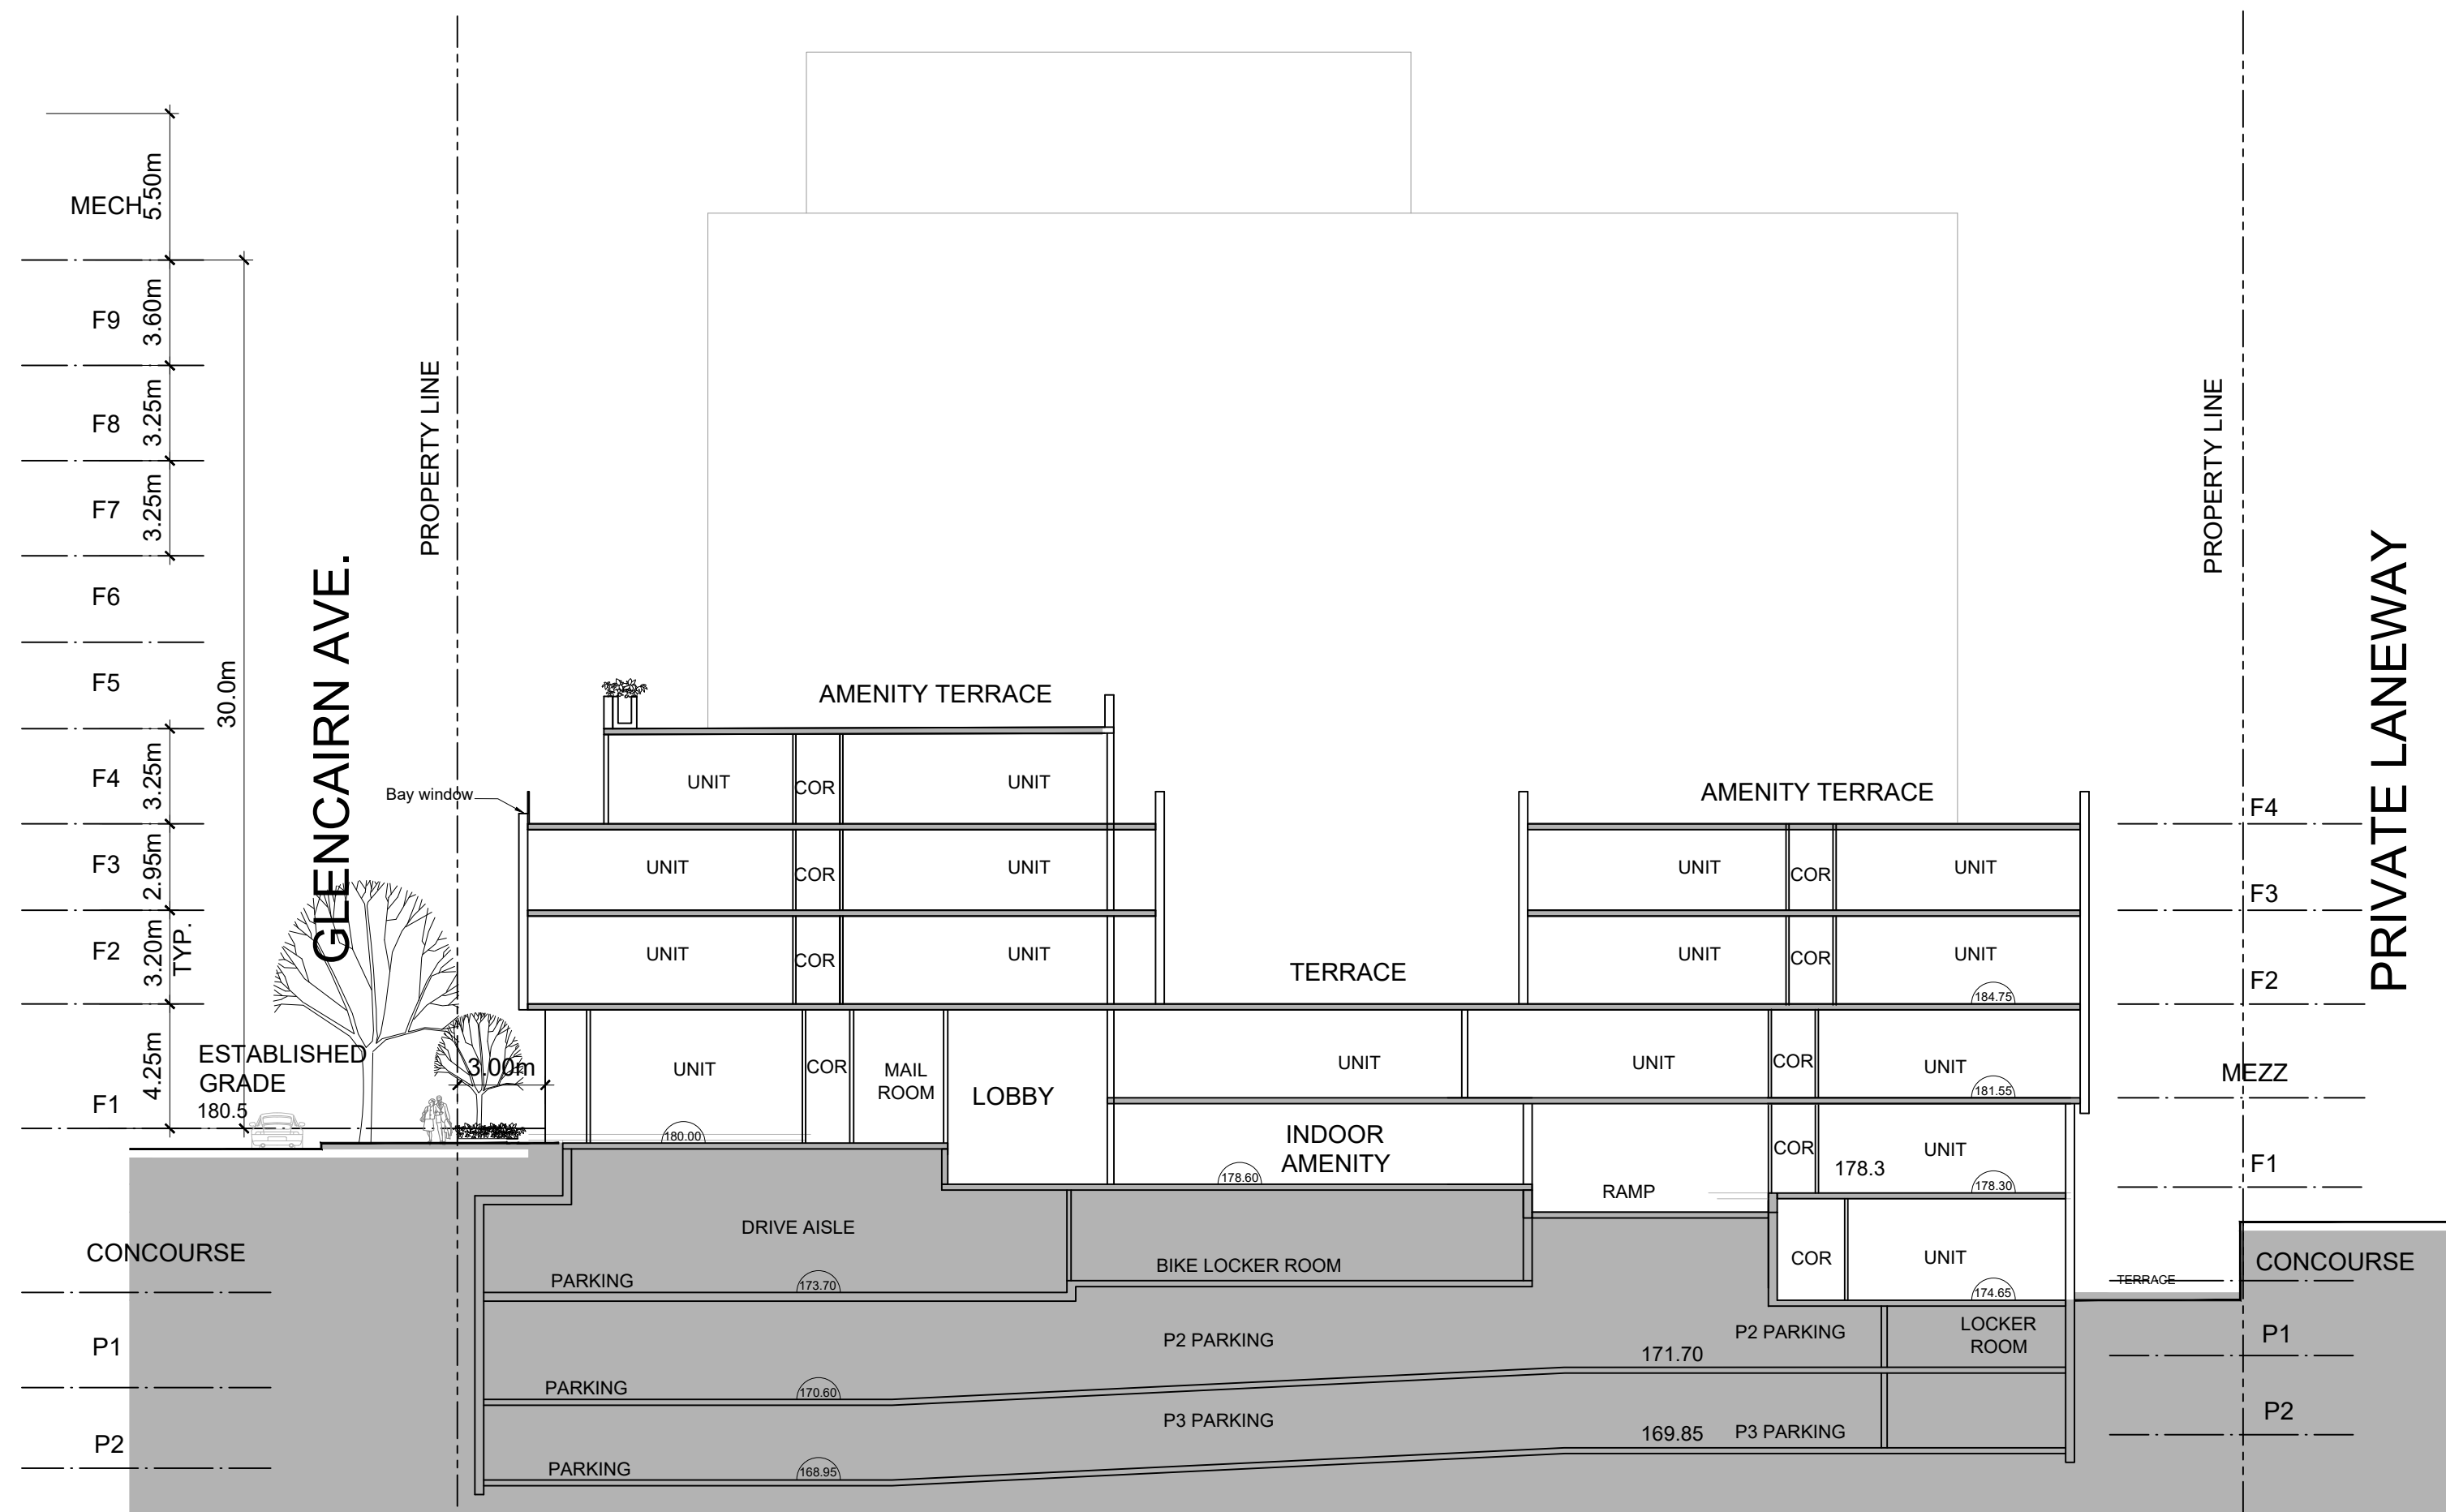 MECH
5.50m
F9
3.60m
F8
3.25m
F7
3.25m
F6
F5
30.0m
F4
3.25m
F3
2.95m
F2
3.20m
TYP.
4.25m
F1
ESTABLISHED
GRADE
180.5
CONCOURSE
P1
P2
GLENCAIRN AVE.
PROPERTY LINE
Bay window
3.00m
AMENITY TERRACE
UNIT
COR
UNIT
UNIT
COR
UNIT
UNIT
COR
UNIT
TERRACE
AMENITY TERRACE
UNIT
COR
UNIT
UNIT
COR
UNIT
184.75
UNIT
COR
MAIL
ROOM
LOBBY
180.00
UNIT
UNIT
COR
UNIT
181.55
INDOOR
AMENITY
178.60
RAMP
COR
178.3
UNIT
178.30
DRIVE AISLE
PARKING
173.70
BIKE LOCKER ROOM
COR
UNIT
174.65
TERRACE
P2 PARKING
171.70
P2 PARKING
LOCKER
ROOM
PARKING
170.60
P3 PARKING
169.85
P3 PARKING
PARKING
168.95
PROPERTY LINE
PRIVATE LANEWAY
F4
F3
F2
MEZZ
F1
CONCOURSE
P1
P2